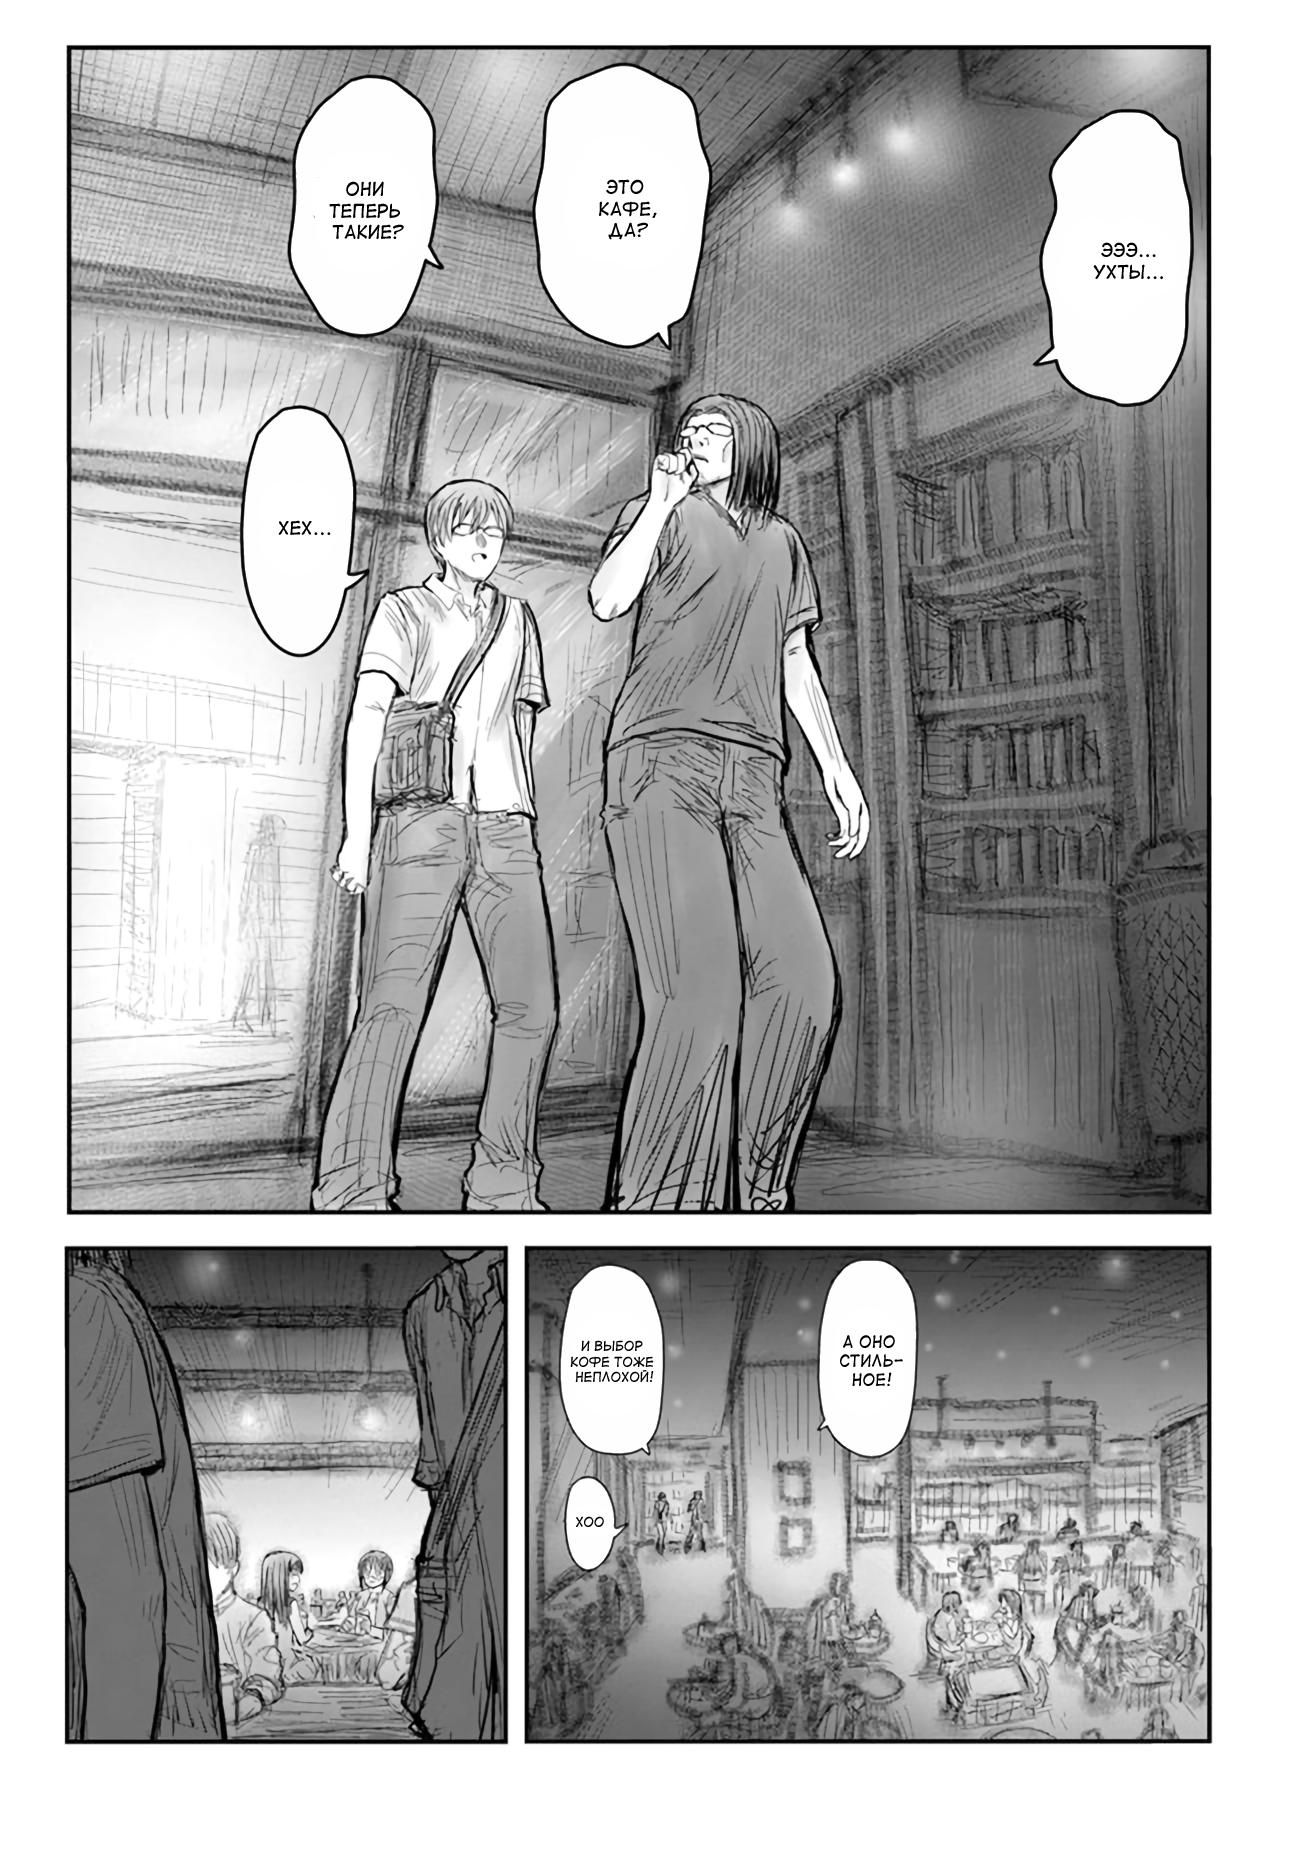 ЭЭЭ...
УХТЫ...
ЭТО
КАФЕ,
ДА?
ОНИ
ТЕПЕРЬ
ТАКИЕ?
ХЕХ...
А ОНО
СТИЛЬ-
НОЕ!
И ВЫБОР
КОФЕ ТОЖЕ
НЕПЛОХОЙ!
ХОО